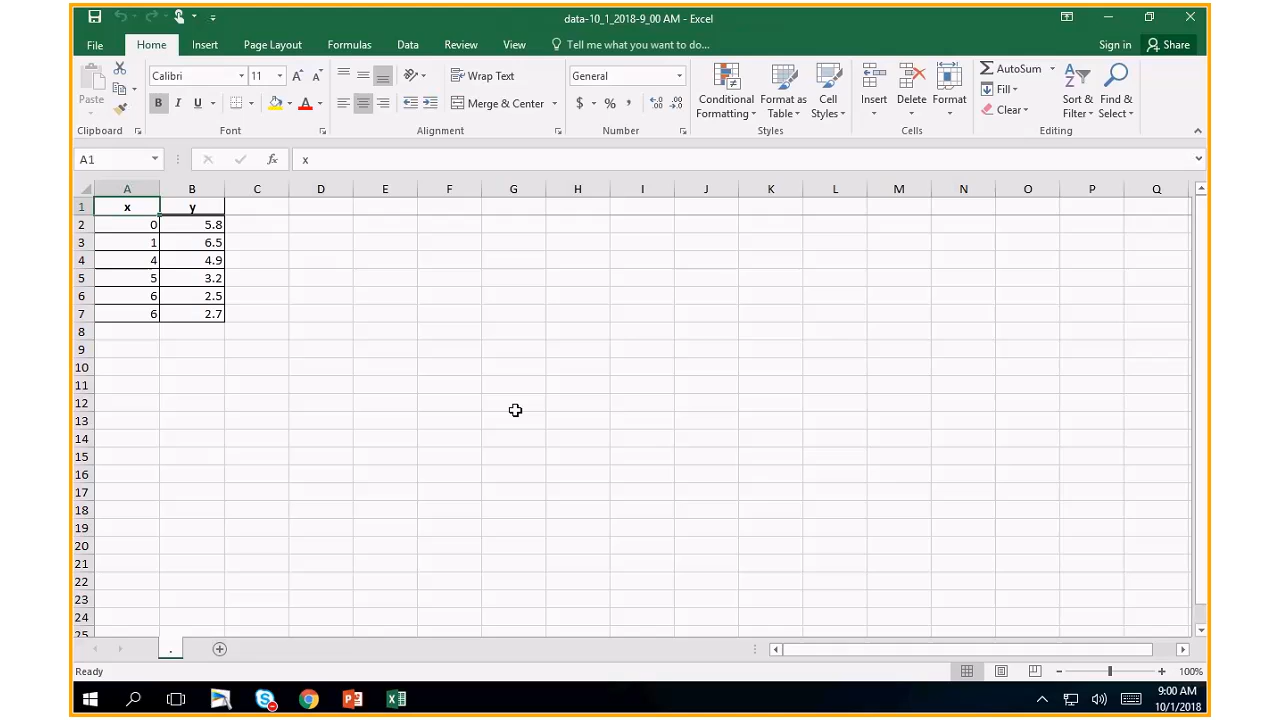 data-10_1_2018-9_00 AM - Excel
File Home Insert Page Layout Formulas Data Review View Tell me what you want to do... Sign in Share
Paste Calibri 11 Wrap Text General Conditional Formatting Format as Table Cell Styles Insert Delete Format AutoSum Sort & Filter Find & Select
B I U Merge & Center $ % , Fill
Clear
Clipboard Font Alignment Number Styles Cells Editing
A1 fx x
A B C D E F G H I J K L M N O P Q
1 x y
2 0 5.8
3 1 6.5
4 4 4.9
5 5 3.2
6 6 2.5
7 6 2.7
8
9
10
11
12
13
14
15
16
17
18
19
20
21
22
23
24
25
.
Ready 100%
9:00 AM
10/1/2018